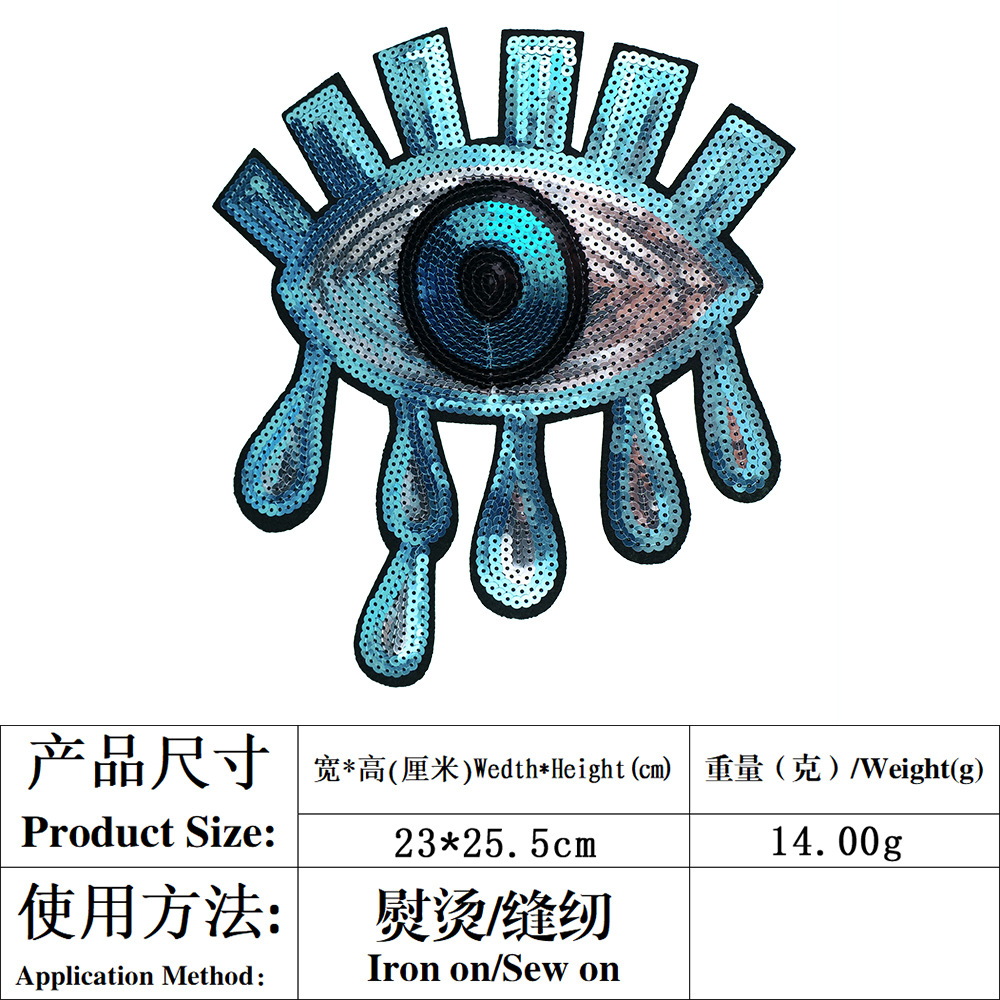 产品尺寸
Product Size:
宽*高(厘米)Wedth*Height(cm)
重量（克）/Weight(g)
23*25.5cm
14.00g
使用方法:
Application Method:
熨烫/缝纫
Iron on/Sew on